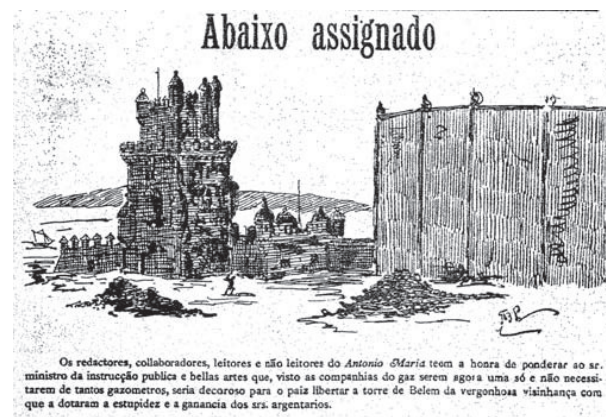 Abaixo assignado
Os redactores, collaboradores, leitores e não leitores do Antonio Maria teem a honra de ponderar ao sr.
ministro da instrucção publica e bellas artes que, visto as companhias do gaz serem agora uma só e não necessi-
tarem de tantos gazometros, seria decoroso para o paiz libertar a torre de Belem da vergonhosa visinhança com
que a dotaram a estupidez e a ganancia dos srs. argentarios.